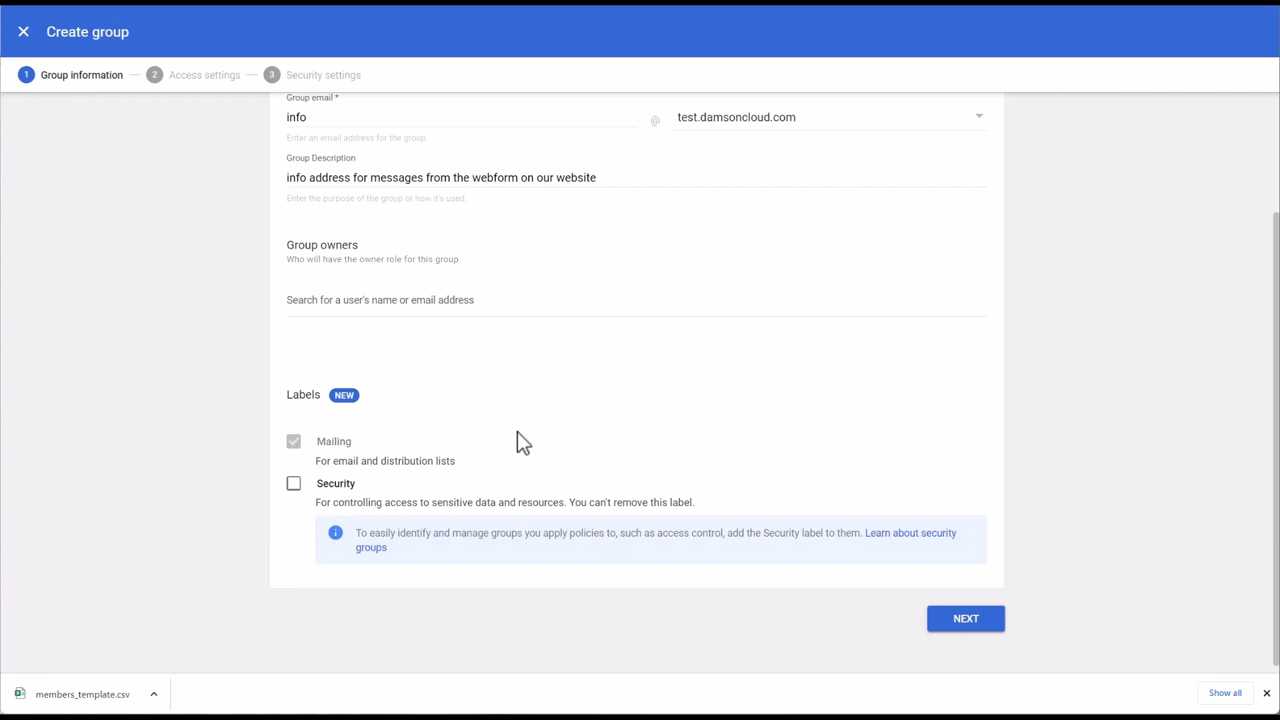 Create group
1 Group information — 2 Access settings — 3 Security settings
Group email *
info @ test.damsoncloud.com
Enter an email address for the group.
Group Description
info address for messages from the webform on our website
Enter the purpose of the group or how it's used.
Group owners
Who will have the owner role for this group.
Search for a user's name or email address
Labels NEW
Mailing
For email and distribution lists
Security
For controlling access to sensitive data and resources. You can't remove this label.
To easily identify and manage groups you apply policies to, such as access control, add the Security label to them. Learn about security
groups
NEXT
members_template.csv
Show all